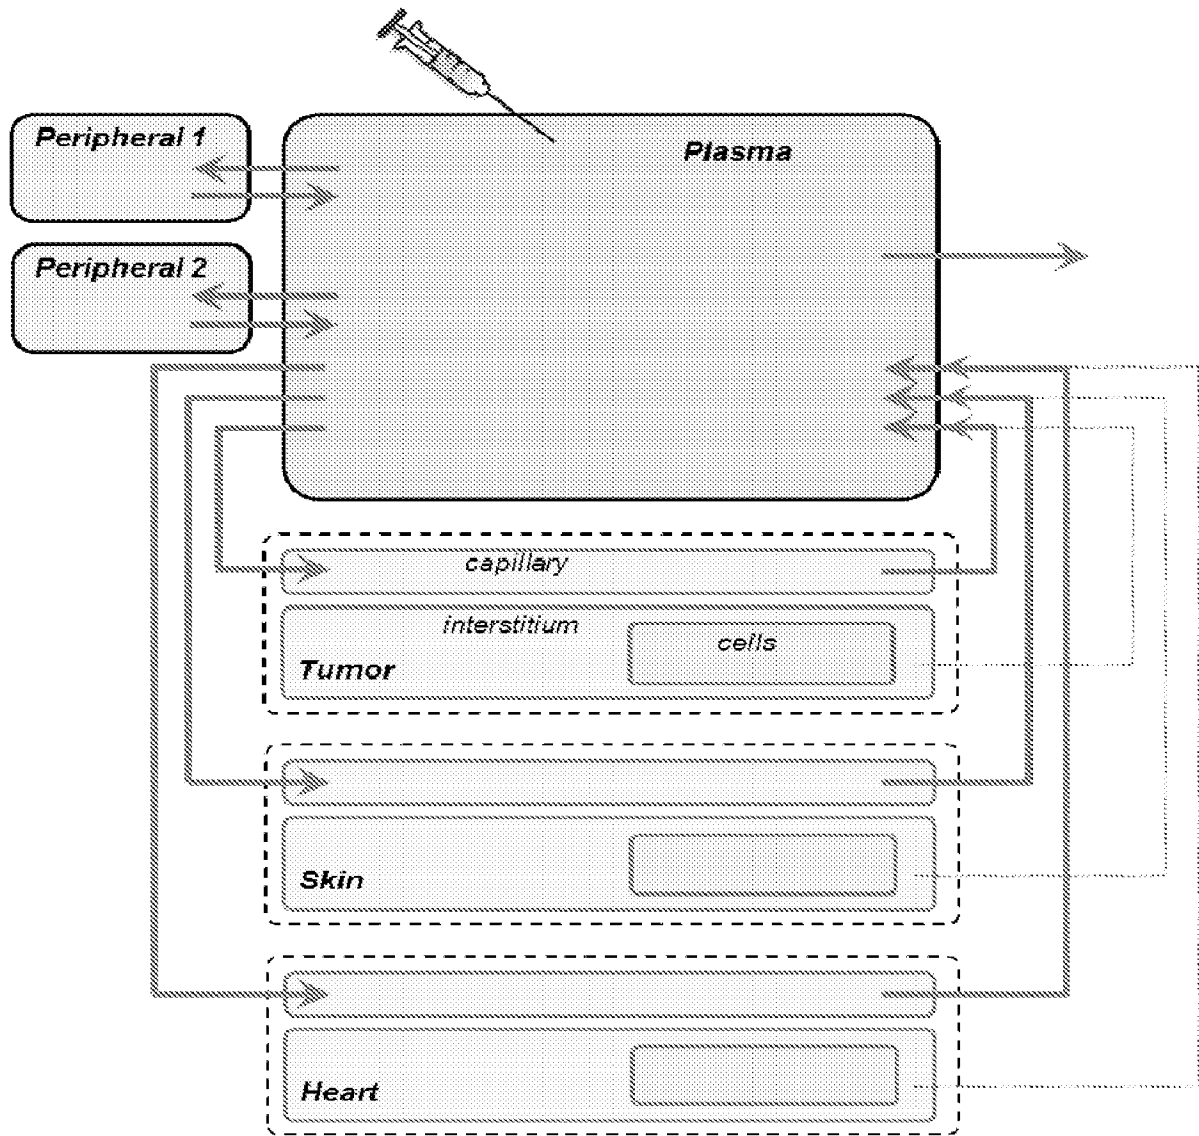 Peripheral 1
Plasma
Peripheral 2
capillary
interstitium
cells
Tumor
Skin
Heart